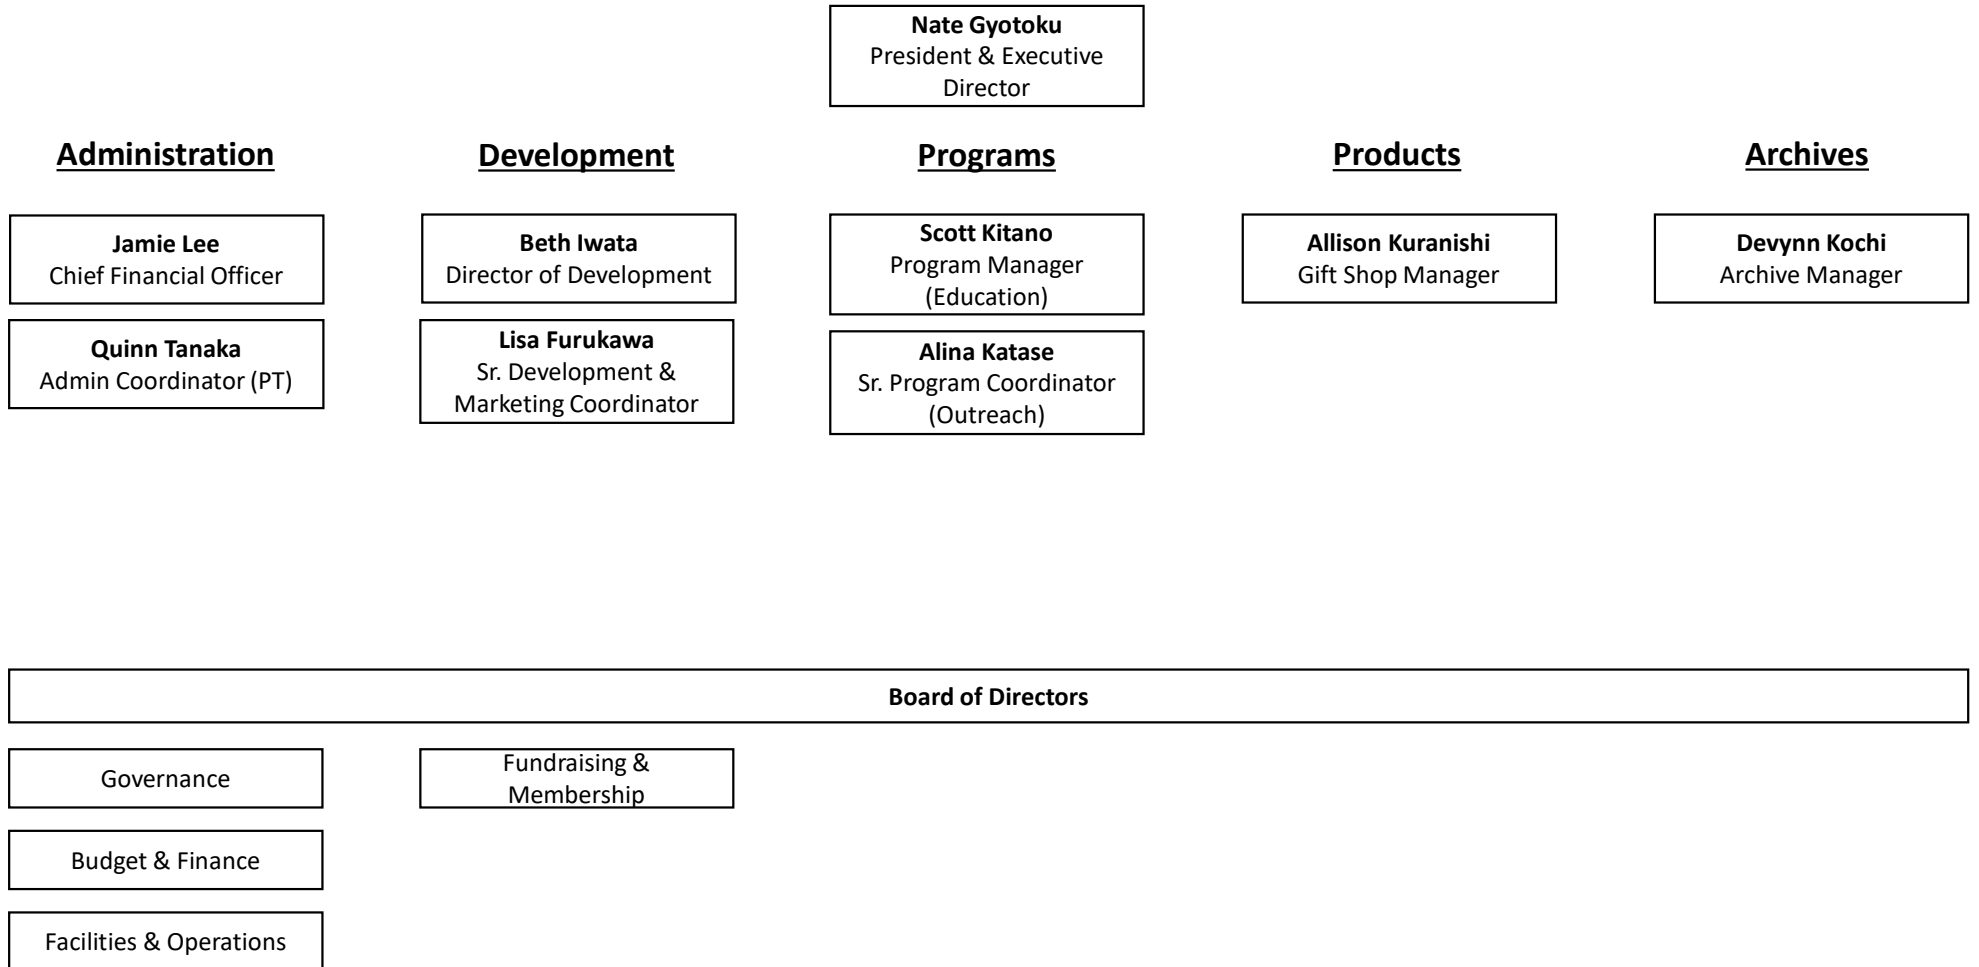 Nate Gyotoku
President & Executive
Director
Administration
Development
Programs
Products
Archives
Jamie Lee
Chief Financial Officer
Beth Iwata
Director of Development
Scott Kitano
Program Manager
(Education)
Allison Kuranishi
Gift Shop Manager
Devynn Kochi
Archive Manager
Quinn Tanaka
Admin Coordinator (PT)
Lisa Furukawa
Sr. Development &
Marketing Coordinator
Alina Katase
Sr. Program Coordinator
(Outreach)
Board of Directors
Governance
Fundraising &
Membership
Budget & Finance
Facilities & Operations